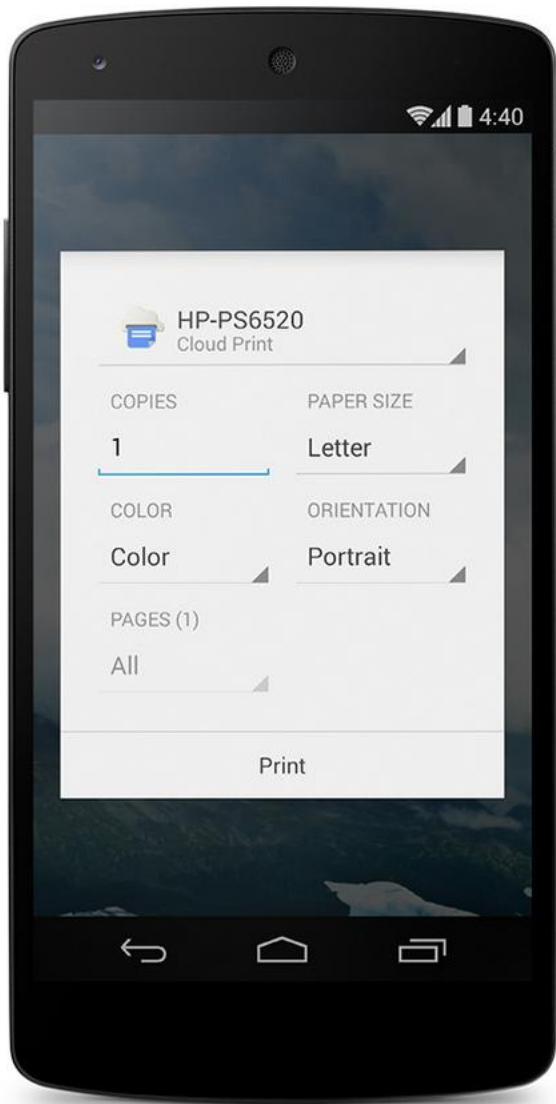 4:40
HP-PS6520
Cloud Print
COPIES
PAPER SIZE
1
Letter
COLOR
ORIENTATION
Color
Portrait
PAGES (1)
All
Print